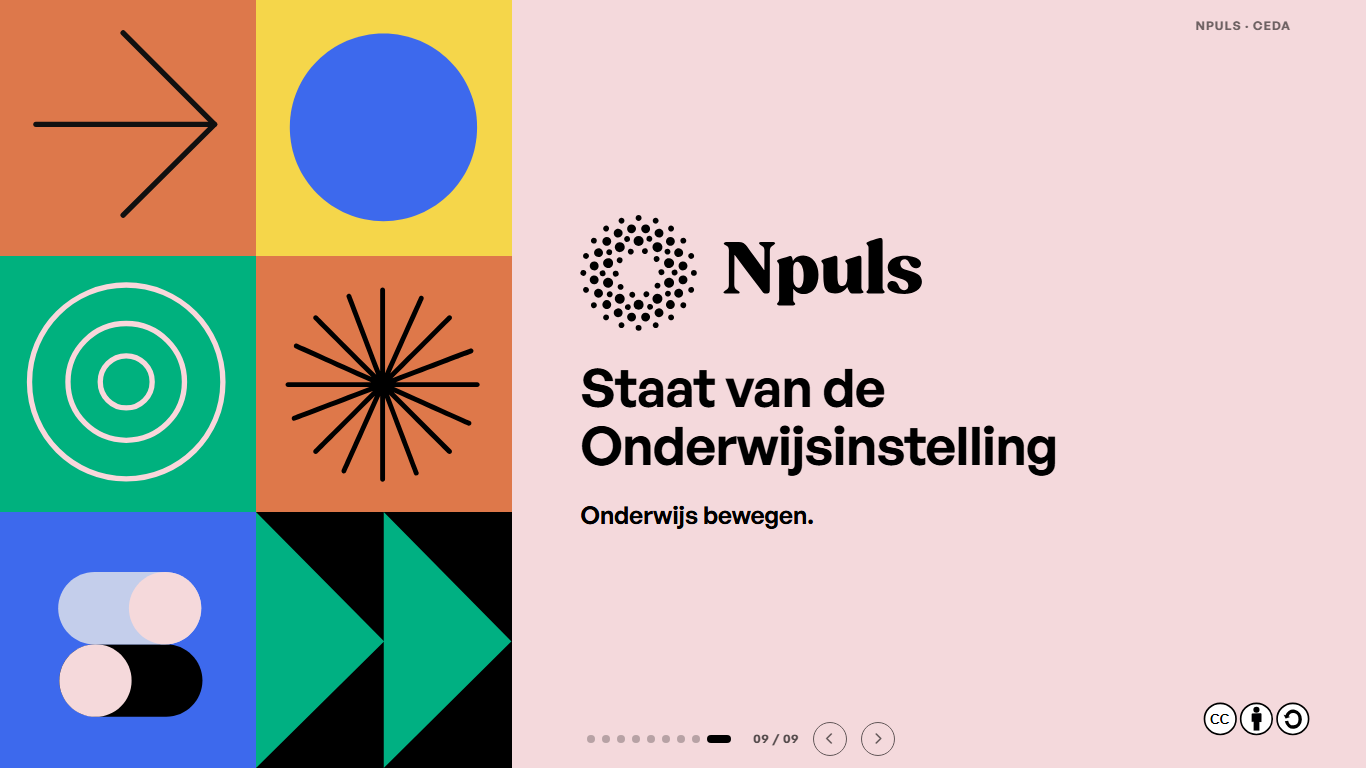 NPULS · CEDA
Npuls
Staat van de
Onderwijsinstelling
Onderwijs bewegen.
09 / 09
CC